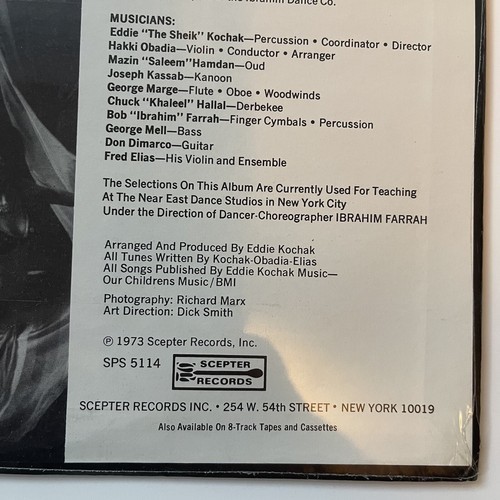 the Ibrahim Dance Co.
MUSICIANS:
Eddie "The Sheik" Kochak—Percussion • Coordinator • Director
Hakki Obadia—Violin • Conductor • Arranger
Mazin "Saleem"Hamdan—Oud
Joseph Kassab—Kanoon
George Marge—Flute • Oboe • Woodwinds
Chuck "Khaleel" Hallal—Derbekee
Bob "Ibrahim" Farrah—Finger Cymbals • Percussion
George Mell—Bass
Don Dimarco—Guitar
Fred Elias—His Violin and Ensemble
The Selections On This Album Are Currently Used For Teaching
At The Near East Dance Studios in New York City
Under the Direction of Dancer-Choreographer IBRAHIM FARRAH
Arranged And Produced By Eddie Kochak
All Tunes Written By Kochak-Obadia-Elias
All Songs Published By Eddie Kochak Music—
Our Childrens Music/BMI
Photography: Richard Marx
Art Direction: Dick Smith
℗ 1973 Scepter Records, Inc.
SPS 5114
SCEPTER
RECORDS
SCEPTER RECORDS INC. • 254 W. 54th STREET • NEW YORK 10019
Also Available On 8-Track Tapes and Cassettes